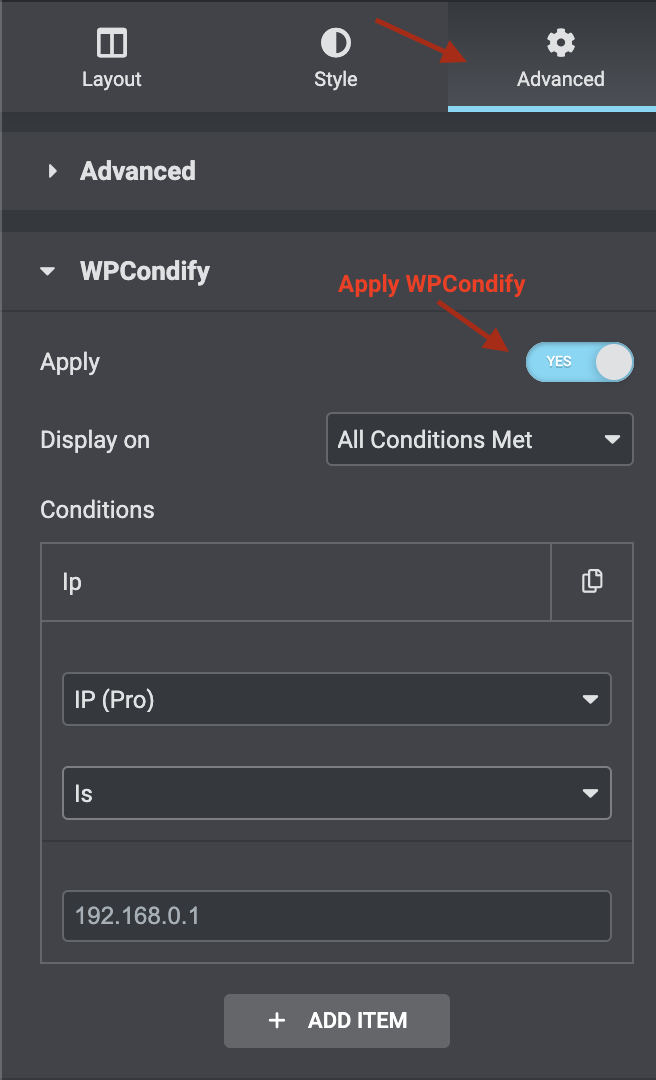 Layout
Style
Advanced
Advanced
WPCondify
Apply WPCondify
Apply
YES
Display on
All Conditions Met
Conditions
Ip
IP (Pro)
Is
192.168.0.1
+ ADD ITEM